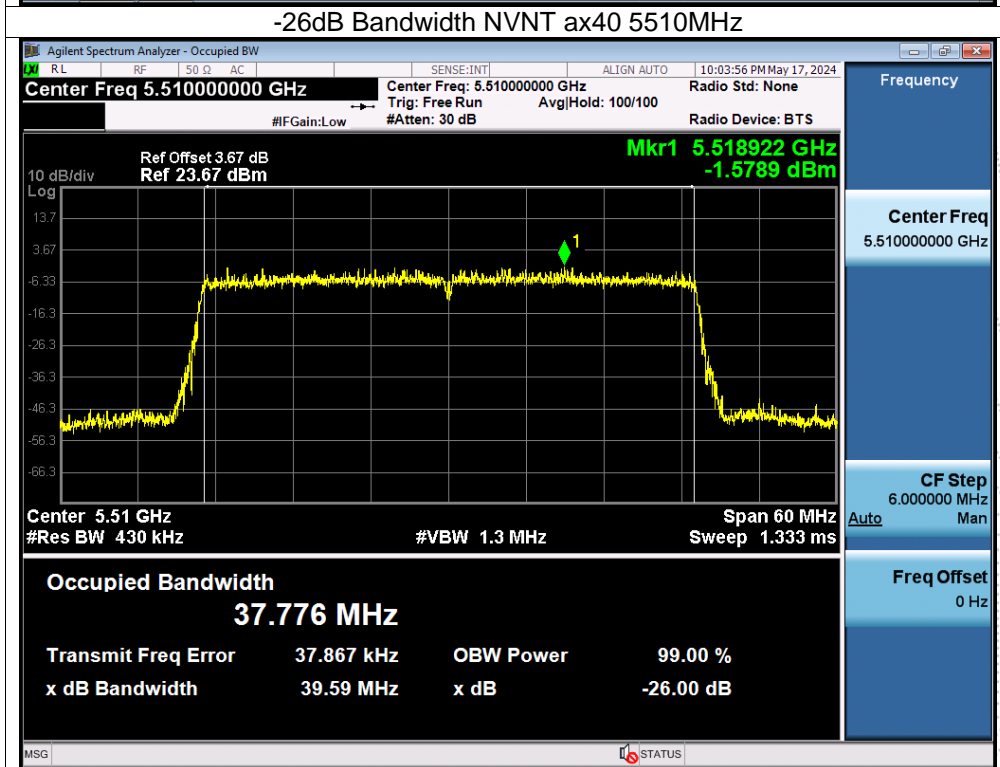 -26dB Bandwidth NVNT ax40 5510MHz
Agilent Spectrum Analyzer - Occupied BW
LXI RL RF 50 Ω AC SENSE:INT ALIGN AUTO 10:03:56 PM May 17, 2024
Center Freq 5.510000000 GHz
Center Freq: 5.510000000 GHz Radio Std: None
Trig: Free Run Avg|Hold: 100/100
#IFGain:Low #Atten: 30 dB Radio Device: BTS
Frequency
Mkr1 5.518922 GHz
-1.5789 dBm
Ref Offset 3.67 dB
10 dB/div Ref 23.67 dBm
Log
13.7
3.67
-6.33
-16.3
-26.3
-36.3
-46.3
-56.3
-66.3
1
Center 5.51 GHz Span 60 MHz
#Res BW 430 kHz #VBW 1.3 MHz Sweep 1.333 ms
Center Freq
5.510000000 GHz
CF Step
6.000000 MHz
Auto Man
Freq Offset
0 Hz
Occupied Bandwidth
37.776 MHz
Transmit Freq Error 37.867 kHz OBW Power 99.00 %
x dB Bandwidth 39.59 MHz x dB -26.00 dB
MSG STATUS